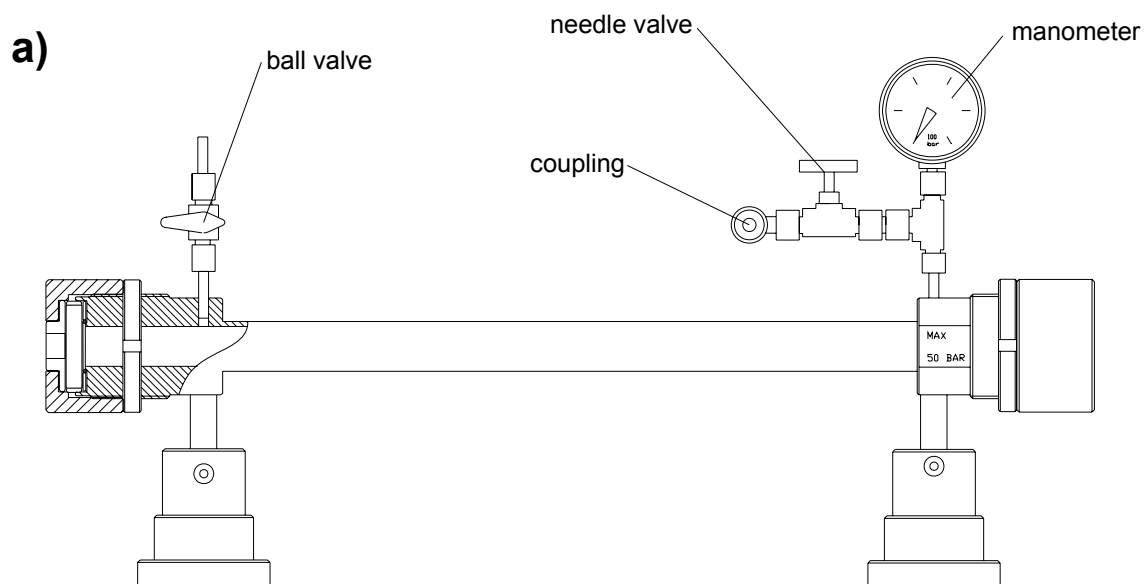 a)
ball valve
needle valve
manometer
coupling
100
bar
MAX
50 BAR